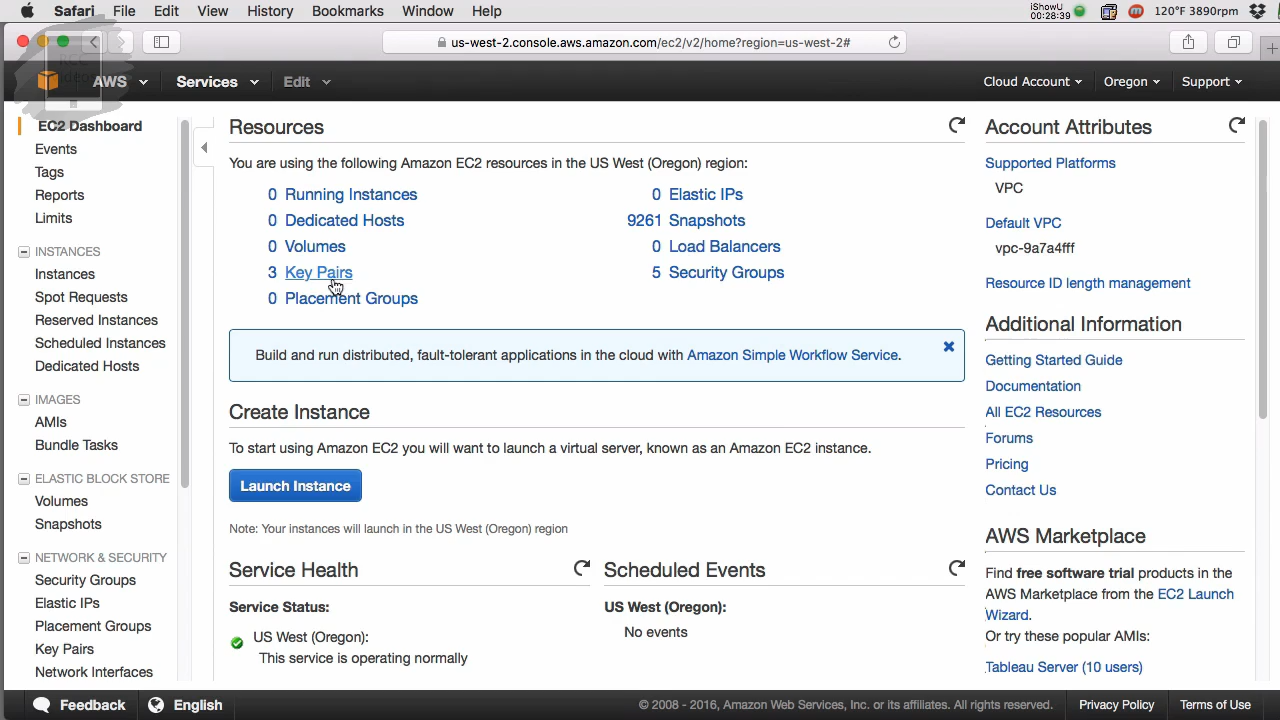 Safari File Edit View History Bookmarks Window Help
iShowU
00:28:39
120°F 3890rpm
us-west-2.console.aws.amazon.com/ec2/v2/home?region=us-west-2#
AWS Services Edit Cloud Account Oregon Support
EC2 Dashboard
Events
Tags
Reports
Limits
INSTANCES
Instances
Spot Requests
Reserved Instances
Scheduled Instances
Dedicated Hosts
IMAGES
AMIs
Bundle Tasks
ELASTIC BLOCK STORE
Volumes
Snapshots
NETWORK & SECURITY
Security Groups
Elastic IPs
Placement Groups
Key Pairs
Network Interfaces
Resources
You are using the following Amazon EC2 resources in the US West (Oregon) region:
0 Running Instances
0 Elastic IPs
0 Dedicated Hosts
9261 Snapshots
0 Volumes
0 Load Balancers
3 Key Pairs
5 Security Groups
0 Placement Groups
Build and run distributed, fault-tolerant applications in the cloud with Amazon Simple Workflow Service.
Create Instance
To start using Amazon EC2 you will want to launch a virtual server, known as an Amazon EC2 instance.
Launch Instance
Note: Your instances will launch in the US West (Oregon) region
Service Health
Service Status:
US West (Oregon):
This service is operating normally
Scheduled Events
US West (Oregon):
No events
Account Attributes
Supported Platforms
VPC
Default VPC
vpc-9a7a4fff
Resource ID length management
Additional Information
Getting Started Guide
Documentation
All EC2 Resources
Forums
Pricing
Contact Us
AWS Marketplace
Find free software trial products in the
AWS Marketplace from the EC2 Launch
Wizard.
Or try these popular AMIs:
Tableau Server (10 users)
Feedback English © 2008 - 2016, Amazon Web Services, Inc. or its affiliates. All rights reserved. Privacy Policy Terms of Use